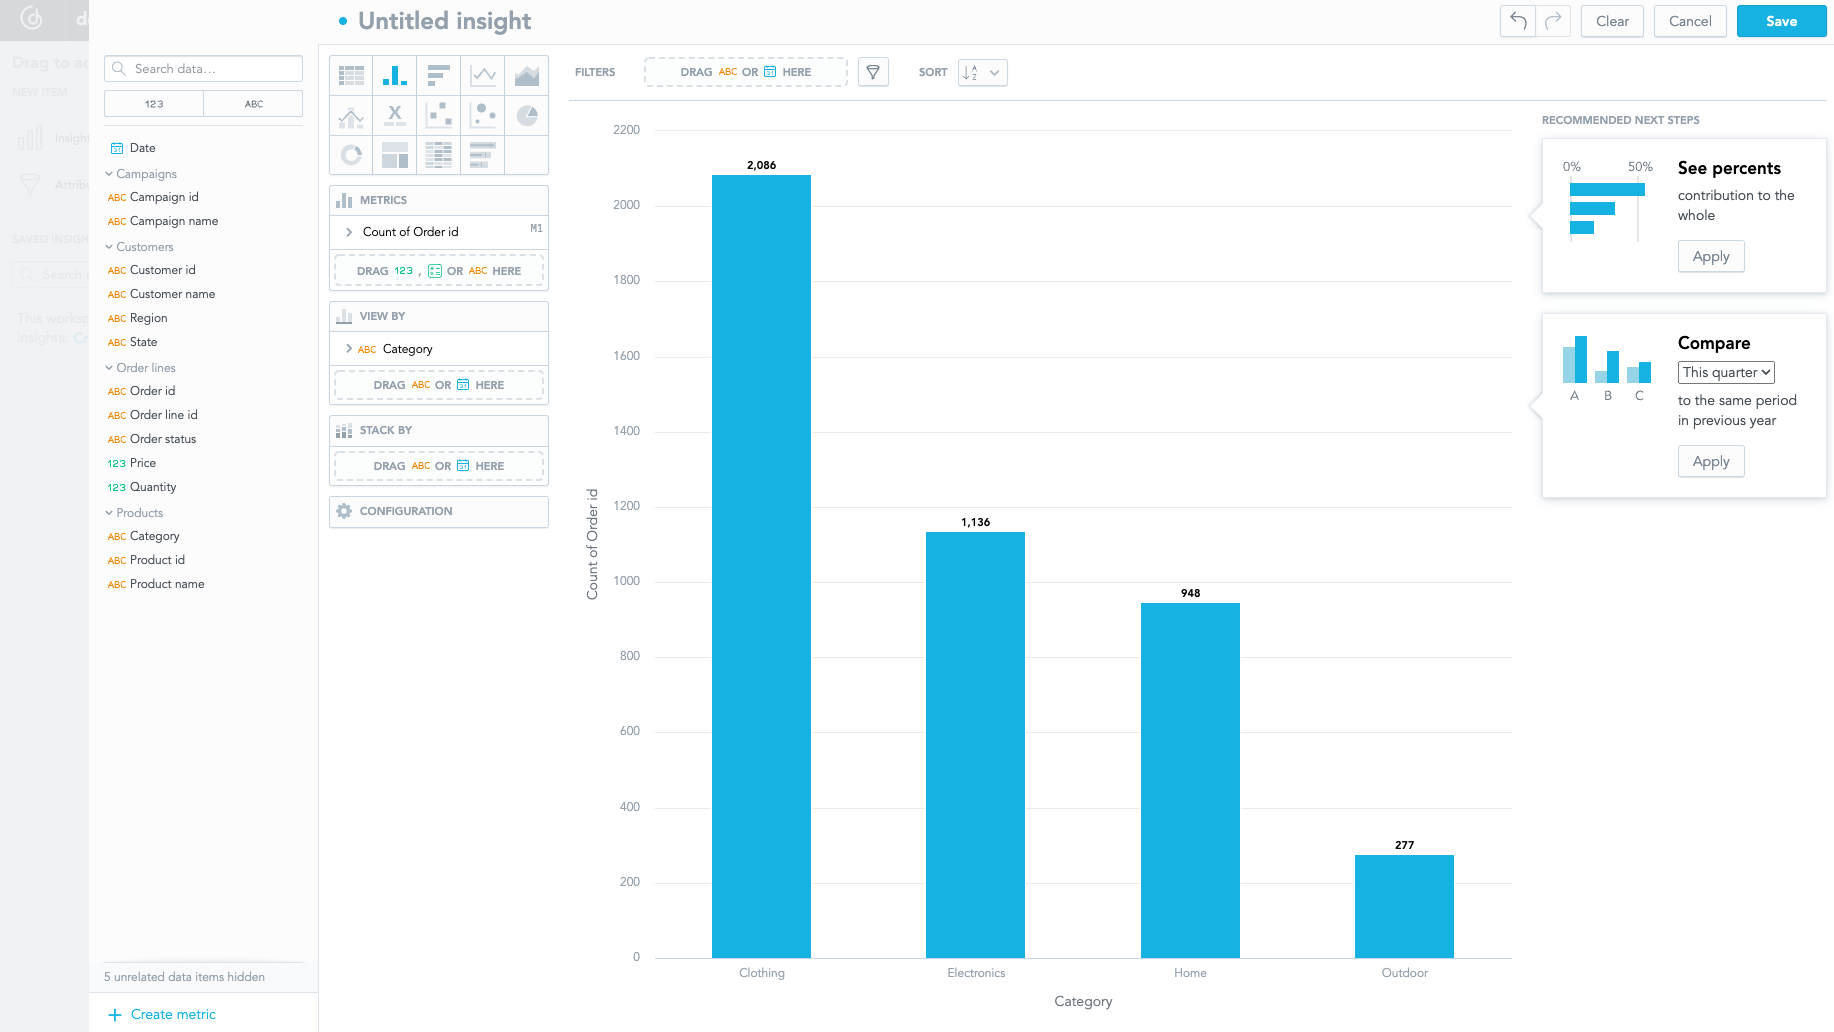 Untitled insight
Clear
Cancel
Save
Drag to ad
NEW ITEM
Insight
Attribu
SAVED INSIGH
Search
This worksp
insights. Cr
Search data...
123
ABC
Date
Campaigns
ABC Campaign id
ABC Campaign name
Customers
ABC Customer id
ABC Customer name
ABC Region
ABC State
Order lines
ABC Order id
ABC Order line id
ABC Order status
123 Price
123 Quantity
Products
ABC Category
ABC Product id
ABC Product name
5 unrelated data items hidden
Create metric
METRICS
Count of Order id
M1
DRAG 123 , OR ABC HERE
VIEW BY
ABC Category
DRAG ABC OR HERE
STACK BY
DRAG ABC OR HERE
CONFIGURATION
FILTERS
DRAG ABC OR HERE
SORT
2200
2000
1800
1600
1400
1200
1000
800
600
400
200
0
Count of Order id
2,086
1,136
948
277
Clothing
Electronics
Home
Outdoor
Category
RECOMMENDED NEXT STEPS
0% 50%
See percents
contribution to the
whole
Apply
A B C
Compare
This quarter
to the same period
in previous year
Apply